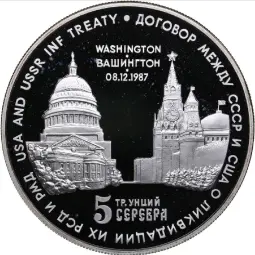 USA AND USSR INF TREATY • ДОГОВОР МЕЖДУ СССР И США О ЛИКВИДАЦИИ ИХ РСД И РМД
WASHINGTON
ВАШИНГТОН
08.12.1987
5 ТР. УНЦИЙ
СЕРЕБРА